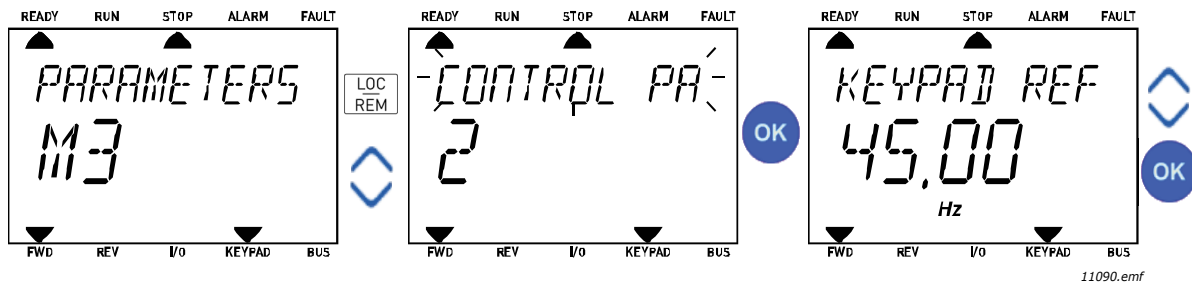 READY RUN STOP ALARM FAULT
PARAMETERS
M3
FWD REV I/O KEYPAD BUS
LOC
REM
READY RUN STOP ALARM FAULT
CONTROL PA
2
FWD REV I/O KEYPAD BUS
OK
READY RUN STOP ALARM FAULT
KEYPAD REF
45.00
Hz
FWD REV I/O KEYPAD BUS
OK
11090.emf